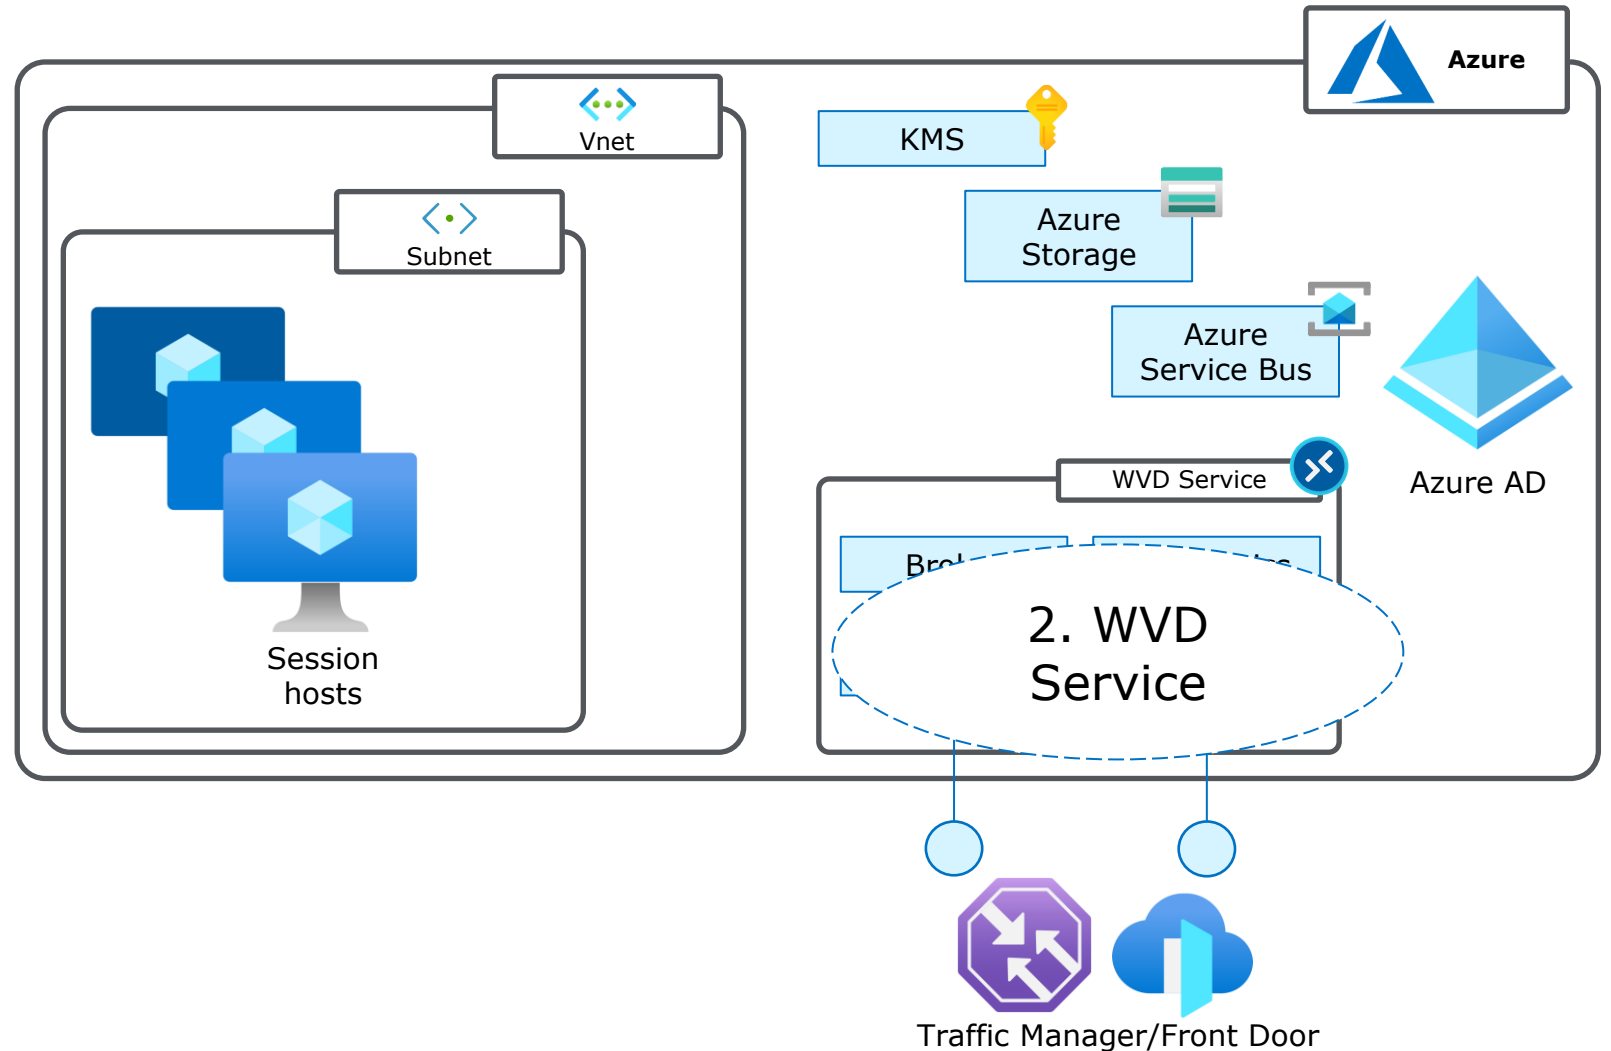 Azure
Vnet
KMS
Subnet
Azure
Storage
Azure
Service Bus
Session
hosts
Azure AD
WVD Service
2. WVD
Service
Traffic Manager/Front Door